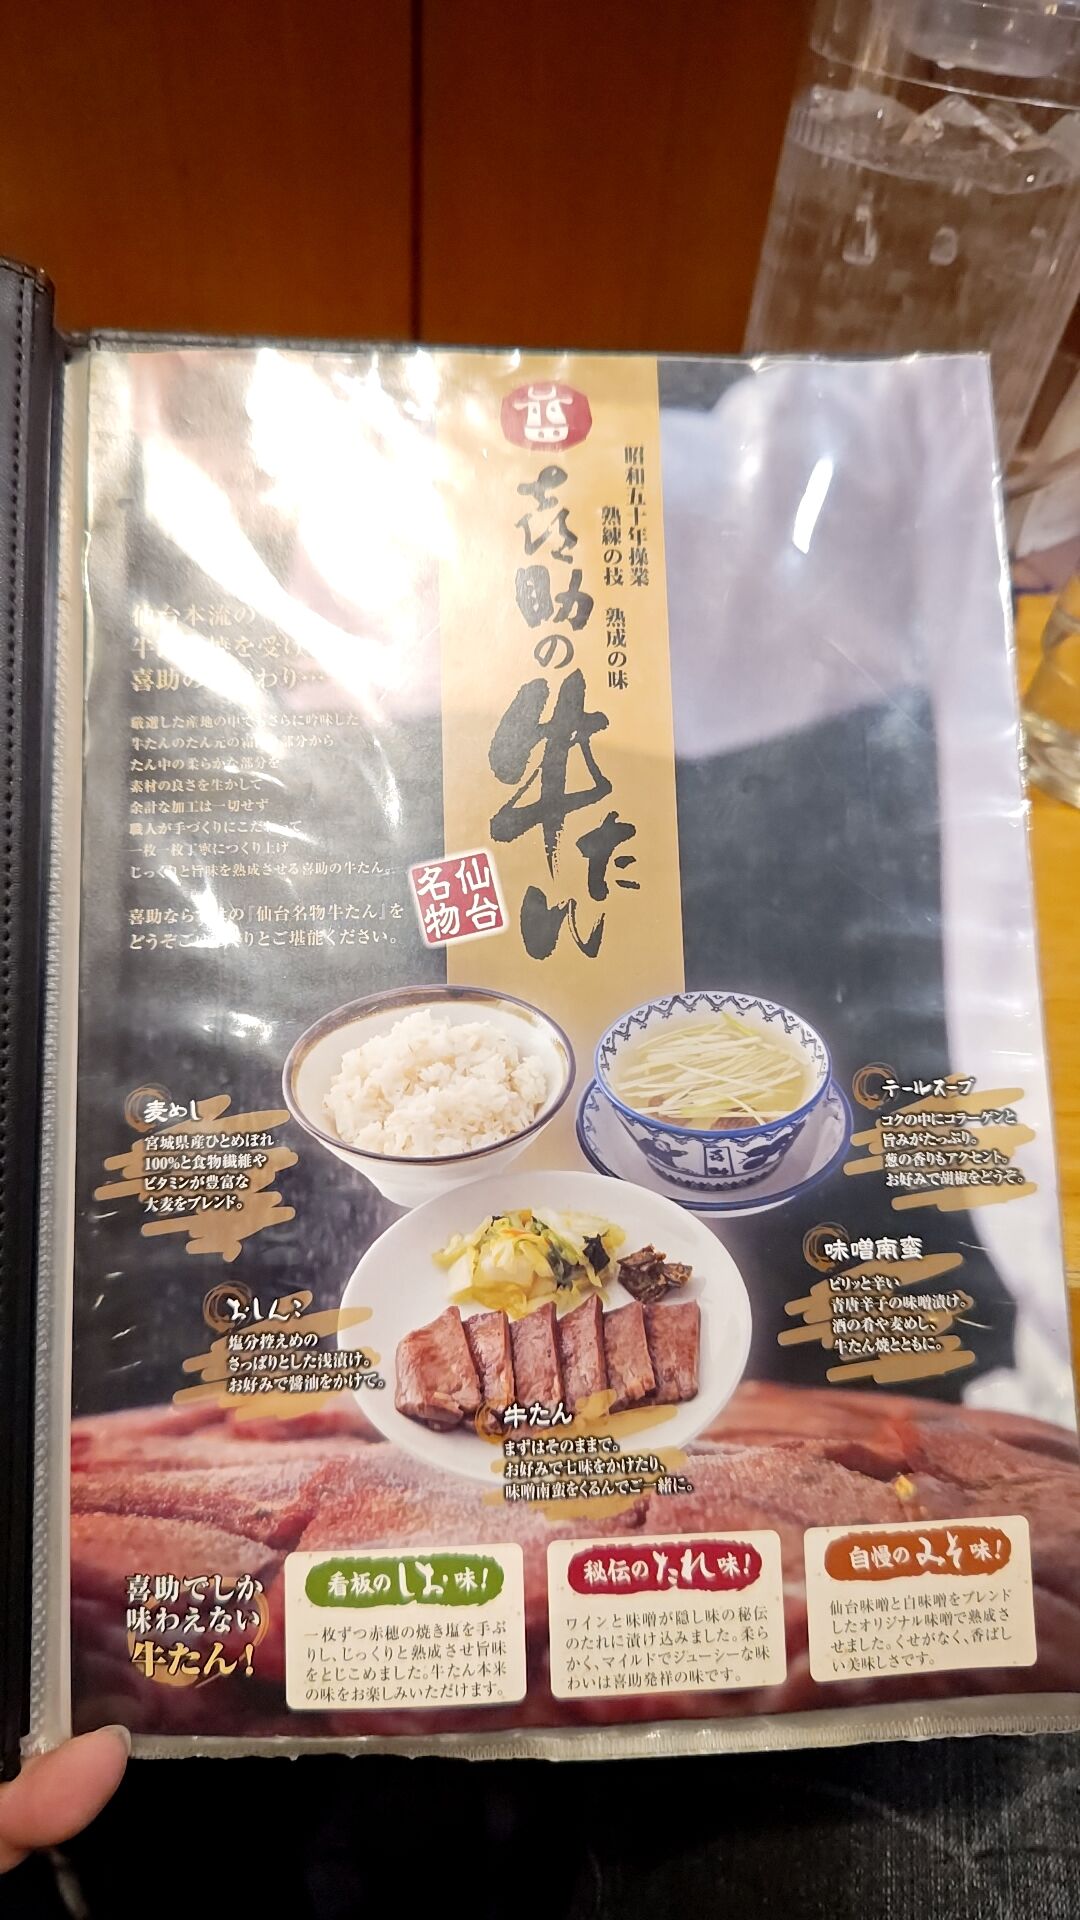 昭和五十年操業
熟練の技 熟成の味
喜助の牛たん
仙台
名物
仙台本流の
喜助の
厳選した産地の中で さらに吟味した
牛たんのたん元の 部分から
たん中の柔らかな部分を
素材の良さを生かして
余計な加工は一切せず
職人が手づくりにこだわって
一枚一枚丁寧につくり上げ
じっくりと旨味を熟成させる喜助の牛たん。
喜助なら の『仙台名物牛たん』を
どうぞ とご堪能ください。
麦めし
宮城県産ひとめぼれ
100%と食物繊維や
ビタミンが豊富な
大麦をブレンド。
テールスープ
コクの中にコラーゲンと
旨みがたっぷり。
葱の香りもアクセント。
お好みで胡椒をどうぞ。
味噌南蛮
ピリッと辛い
青唐辛子の味噌漬け。
酒の肴や麦めし、
牛たん焼とともに。
おしんこ
塩分控えめの
さっぱりとした浅漬け。
お好みで醤油をかけて。
牛たん
まずはそのままで。
お好みで七味をかけたり、
味噌南蛮をくるんでご一緒に。
喜助でしか
味わえない
牛たん!
看板のしお味!
一枚ずつ赤穂の焼き塩を手ぶ
りし、じっくりと熟成させ旨味
をとじこめました。牛たん本来
の味をお楽しみいただけます。
秘伝のたれ味!
ワインと味噌が隠し味の秘伝
のたれに漬け込みました。柔ら
かく、マイルドでジューシーな味
わいは喜助発祥の味です。
自慢のみそ味!
仙台味噌と白味噌をブレンド
したオリジナル味噌で熟成さ
せました。くせがなく、香ばし
い美味しさです。